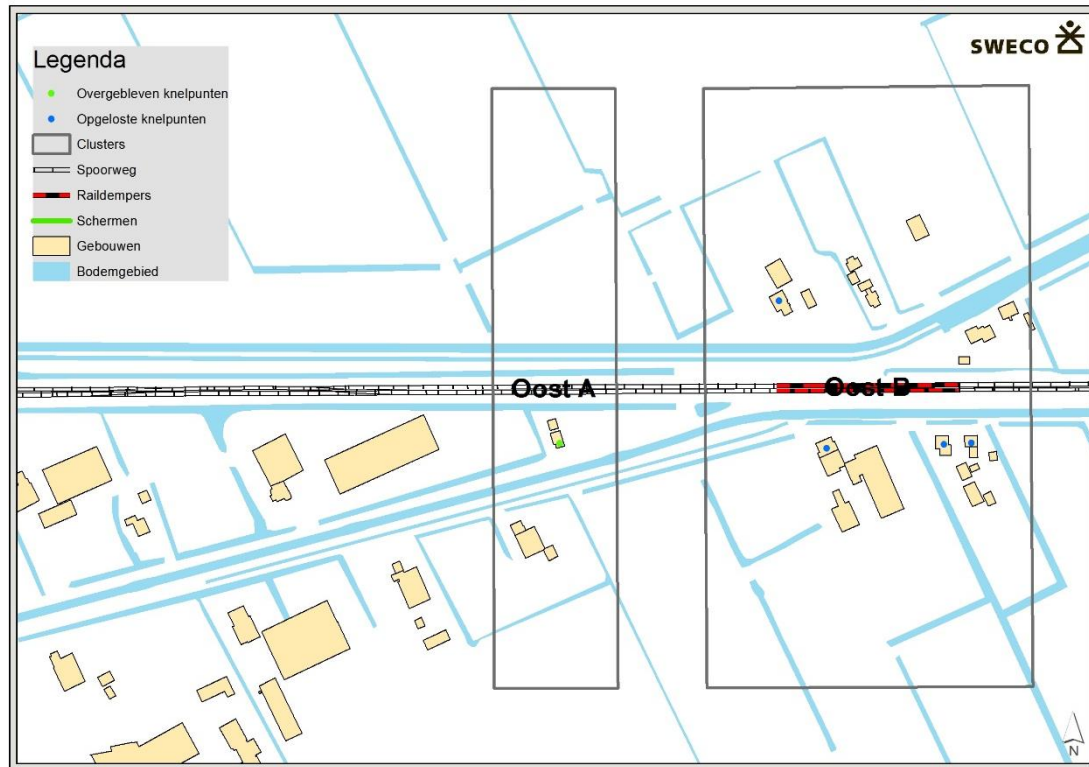 SWECO
Legenda
Overgebleven knelpunten
Opgeloste knelpunten
Clusters
Spoorweg
Raildempers
Schermen
Gebouwen
Bodemgebied
Oost A
Oost B
N